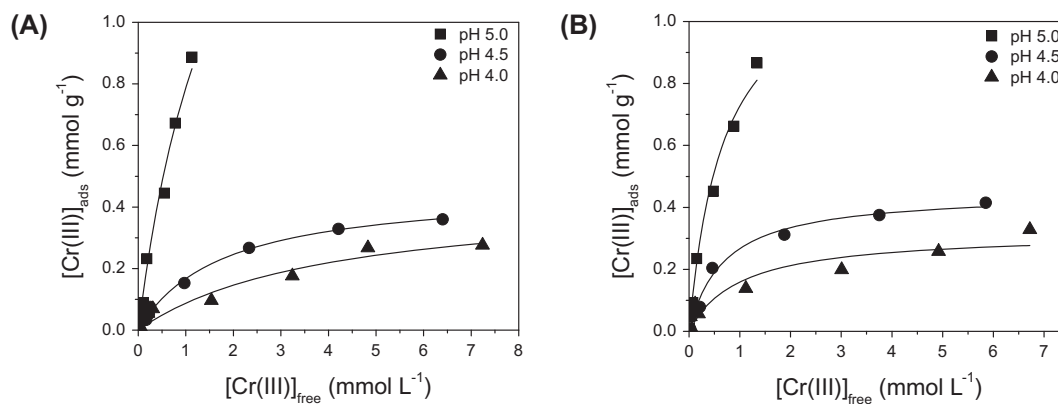 (A)
1.0
0.8
0.6
0.4
0.2
0.0
0 1 2 3 4 5 6 7 8
[Cr(III)]ads (mmol g-1)
[Cr(III)]free (mmol L-1)
pH 5.0
pH 4.5
pH 4.0
(B)
1.0
0.8
0.6
0.4
0.2
0.0
0 1 2 3 4 5 6 7
[Cr(III)]ads (mmol g-1)
[Cr(III)]free (mmol L-1)
pH 5.0
pH 4.5
pH 4.0